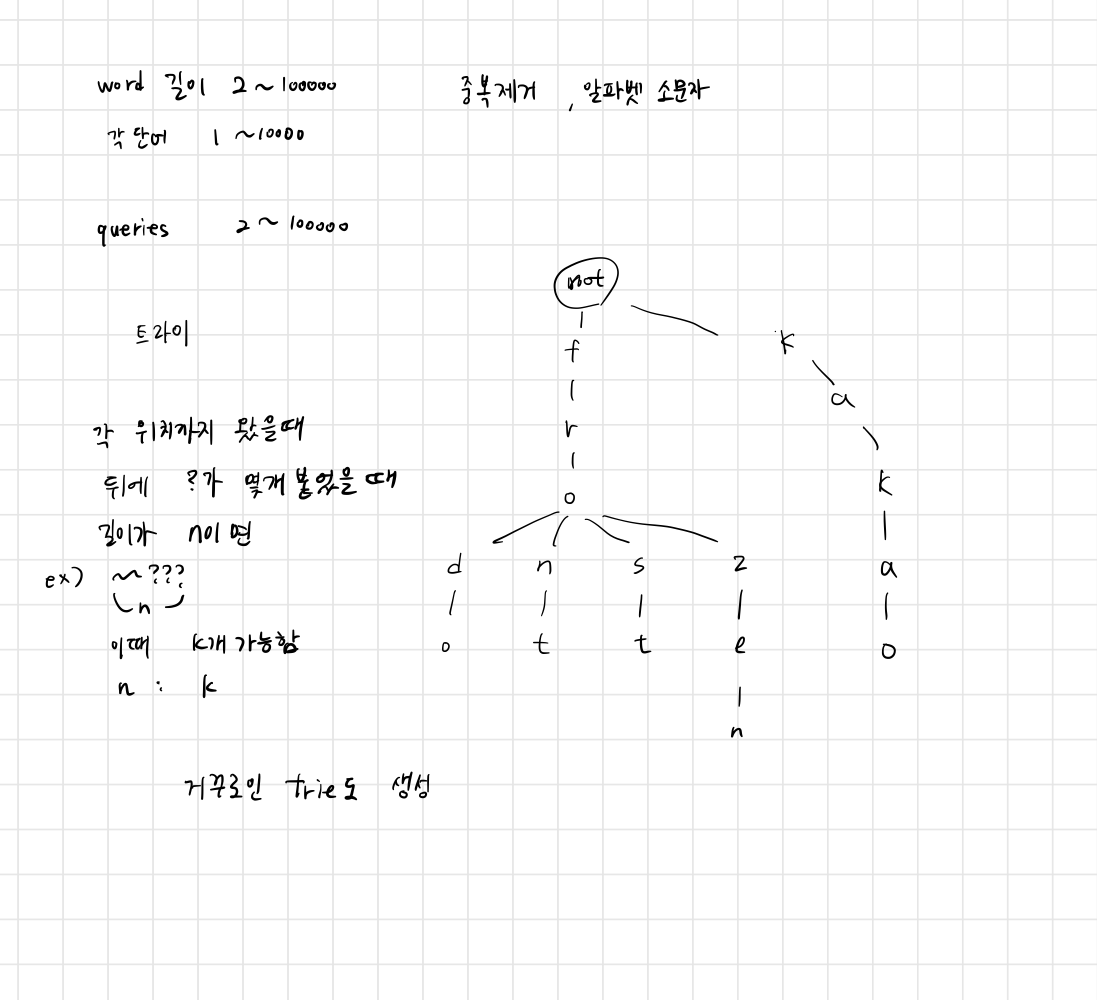 word 길이 2 ~ 100000
중복제거 , 알파벳 소문자
각 단어 1 ~ 10000
queries 2 ~ 100000
root
트라이
f
k
r
a
o
k
d n s z a
o t t e o
n
각 위치까지 왔을때
뒤에 ?가 몇개 붙었을 때
길이가 n이면
ex) ~???
n
이때 k개 가능함
n : k
거꾸로인 trie도 생성